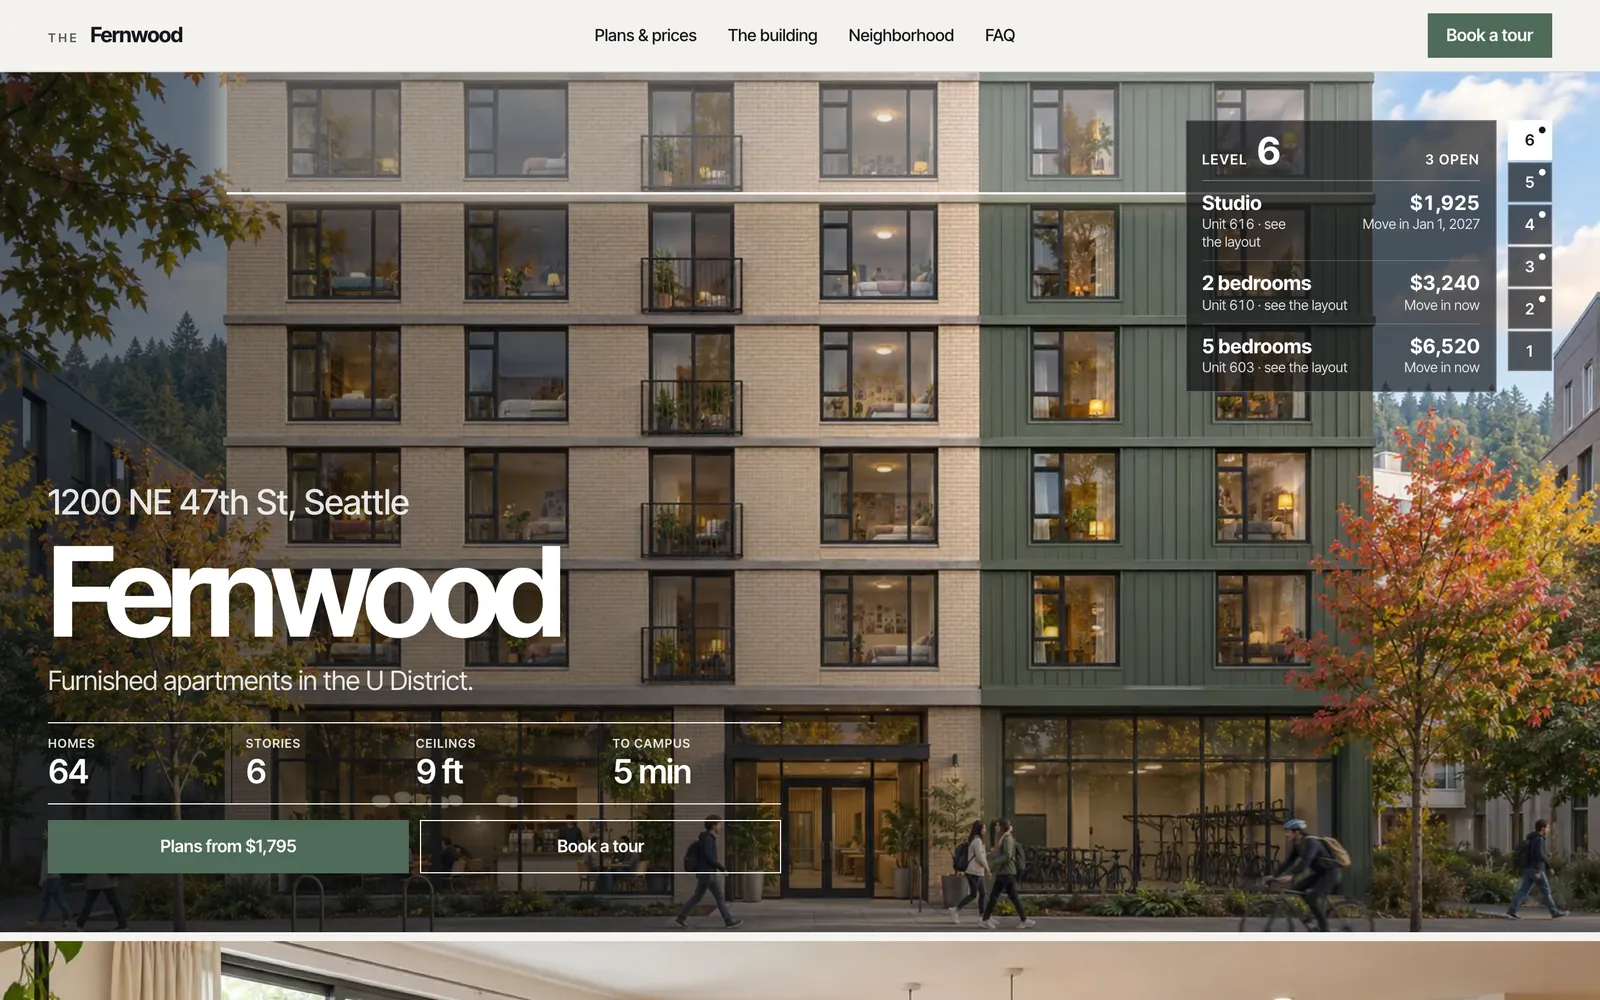 THE Fernwood
Plans & prices
The building
Neighborhood
FAQ
Book a tour
LEVEL 6
3 OPEN
Studio
$1,925
Unit 616 · see
the layout
Move in Jan 1, 2027
2 bedrooms
$3,240
Unit 610 · see the layout
Move in now
5 bedrooms
$6,520
Unit 603 · see the layout
Move in now
6
5
4
3
2
1
1200 NE 47th St, Seattle
Fernwood
Furnished apartments in the U District.
HOMES
64
STORIES
6
CEILINGS
9 ft
TO CAMPUS
5 min
Plans from $1,795
Book a tour